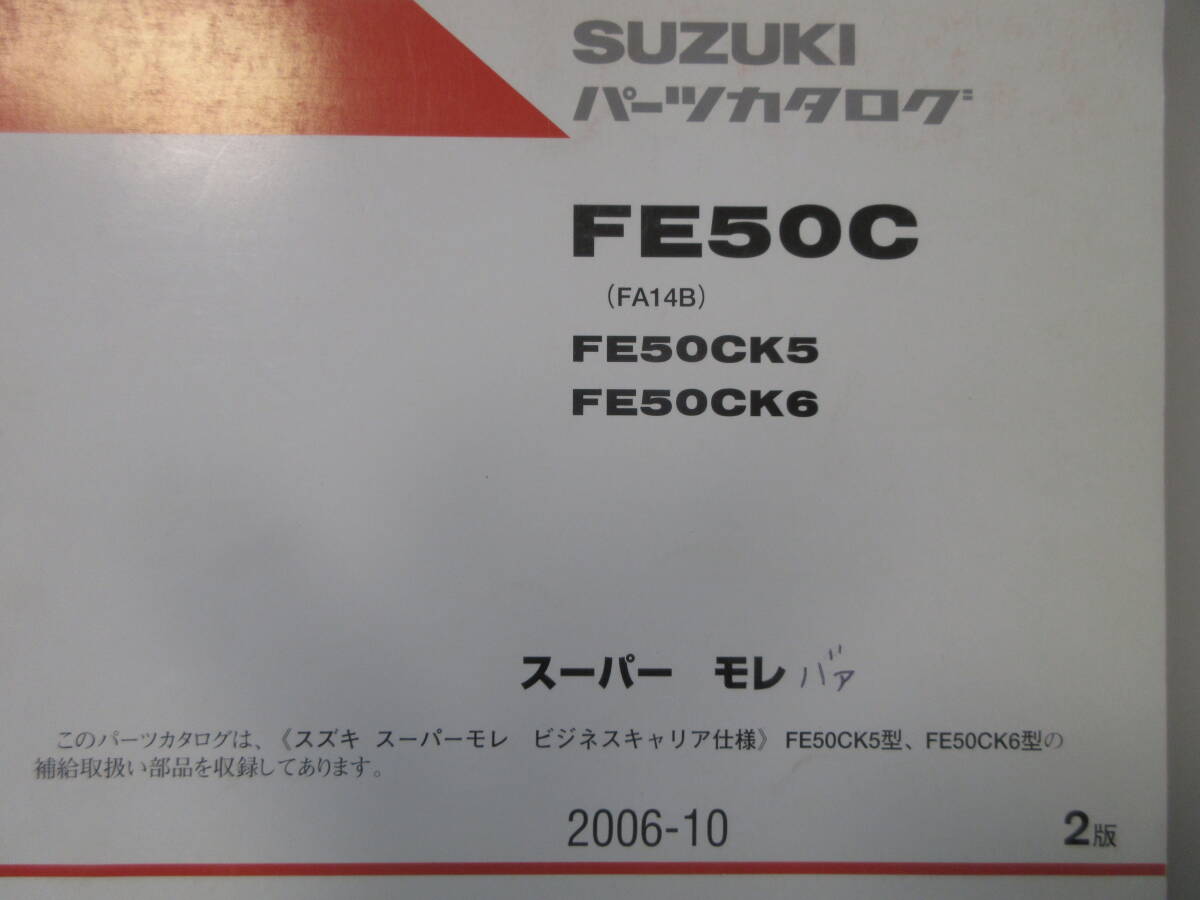 SUZUKI
パーツカタログ
FE50C
（FA14B）
FE50CK5
FE50CK6
スーパー　モレバァ
このパーツカタログは、《スズキ スーパーモレ　ビジネスキャリア仕様》 FE50CK5型、FE50CK6型の
補給取扱い部品を収録してあります。
2006-10
2版